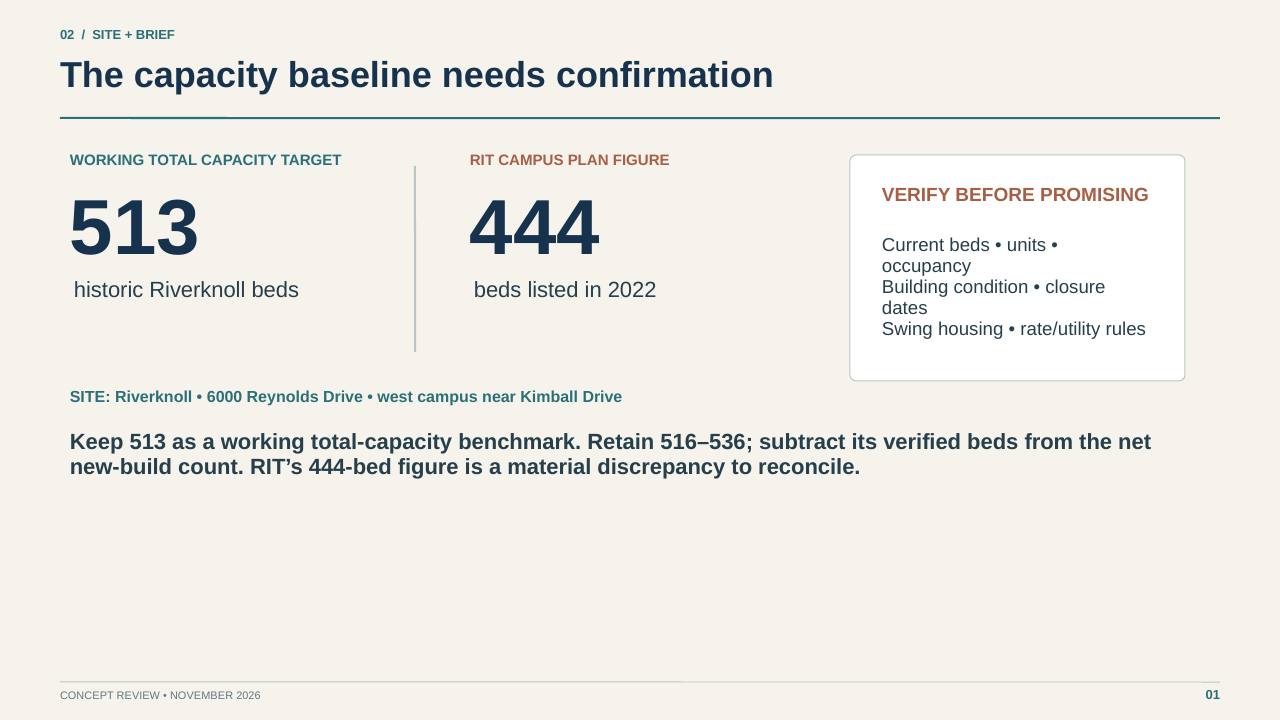 02 / SITE + BRIEF
The capacity baseline needs confirmation
WORKING TOTAL CAPACITY TARGET
513
historic Riverknoll beds
RIT CAMPUS PLAN FIGURE
444
beds listed in 2022
VERIFY BEFORE PROMISING
Current beds • units •
occupancy
Building condition • closure
dates
Swing housing • rate/utility rules
SITE: Riverknoll • 6000 Reynolds Drive • west campus near Kimball Drive
Keep 513 as a working total-capacity benchmark. Retain 516–536; subtract its verified beds from the net
new-build count. RIT’s 444-bed figure is a material discrepancy to reconcile.
CONCEPT REVIEW • NOVEMBER 2026
01